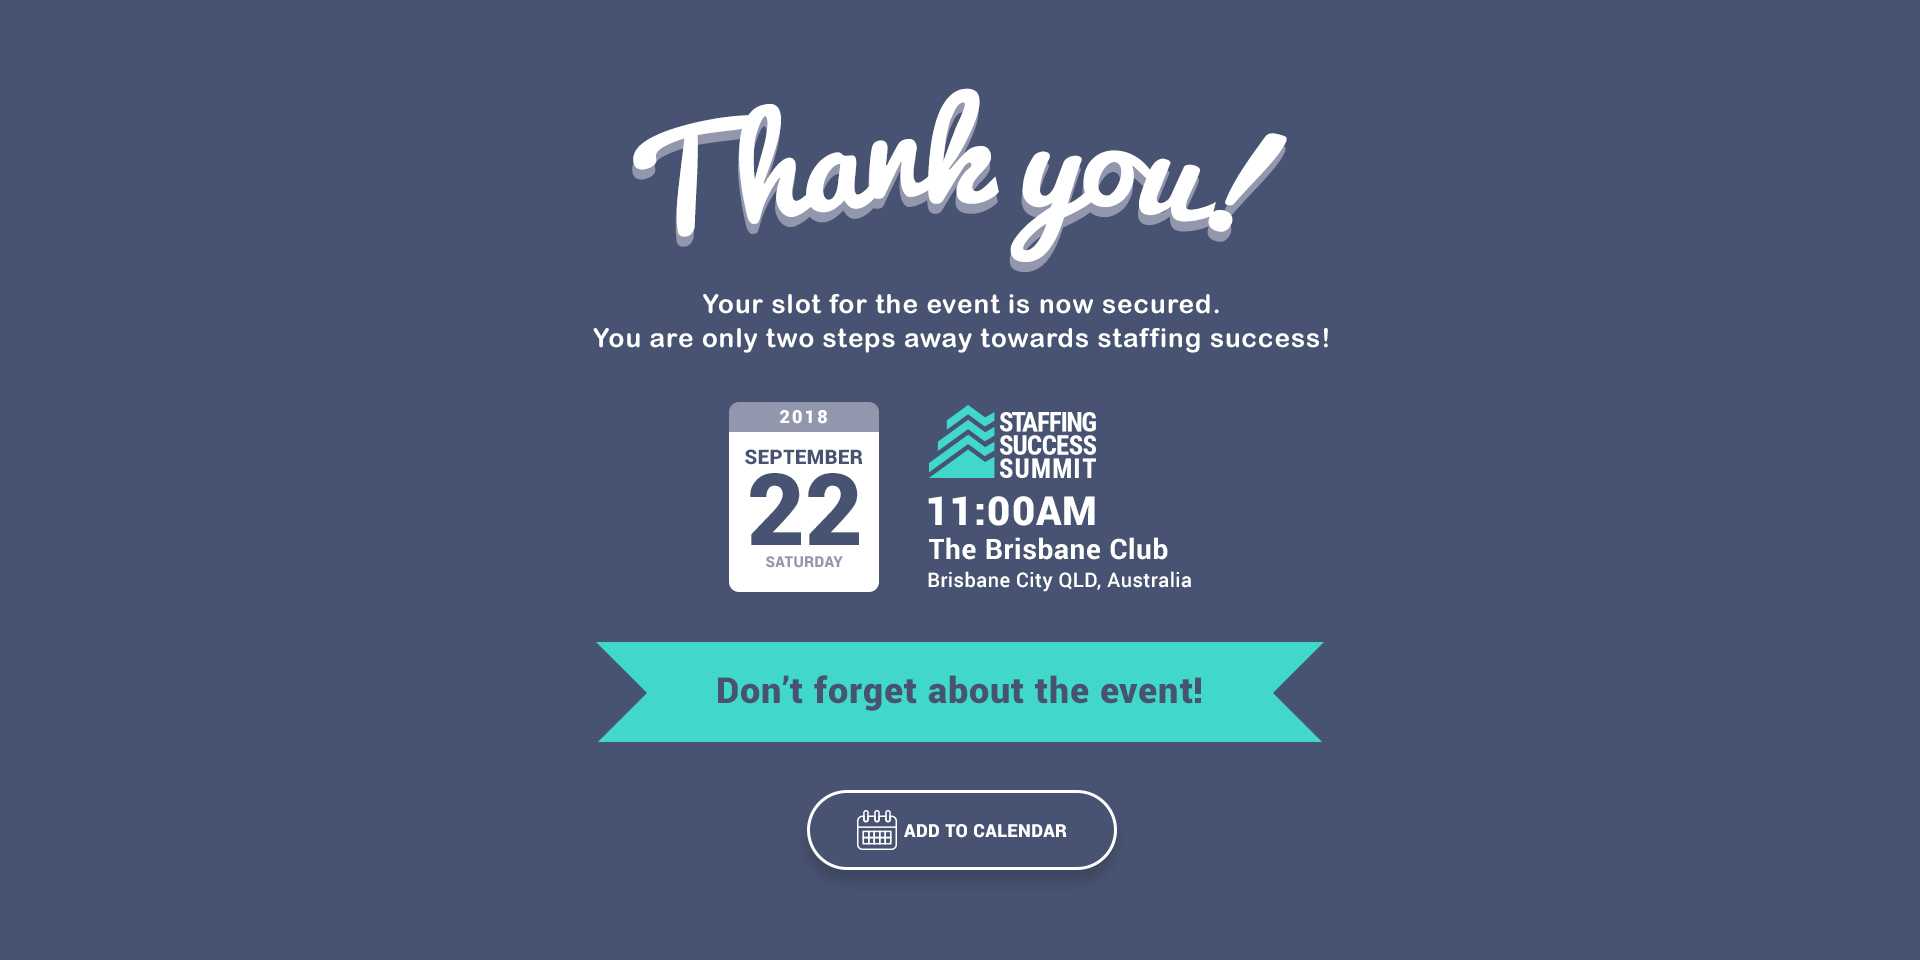 Thank you!
Your slot for the event is now secured.
You are only two steps away towards staffing success!
2018
SEPTEMBER
22
SATURDAY
STAFFING
SUCCESS
SUMMIT
11:00AM
The Brisbane Club
Brisbane City QLD, Australia
Don’t forget about the event!
ADD TO CALENDAR